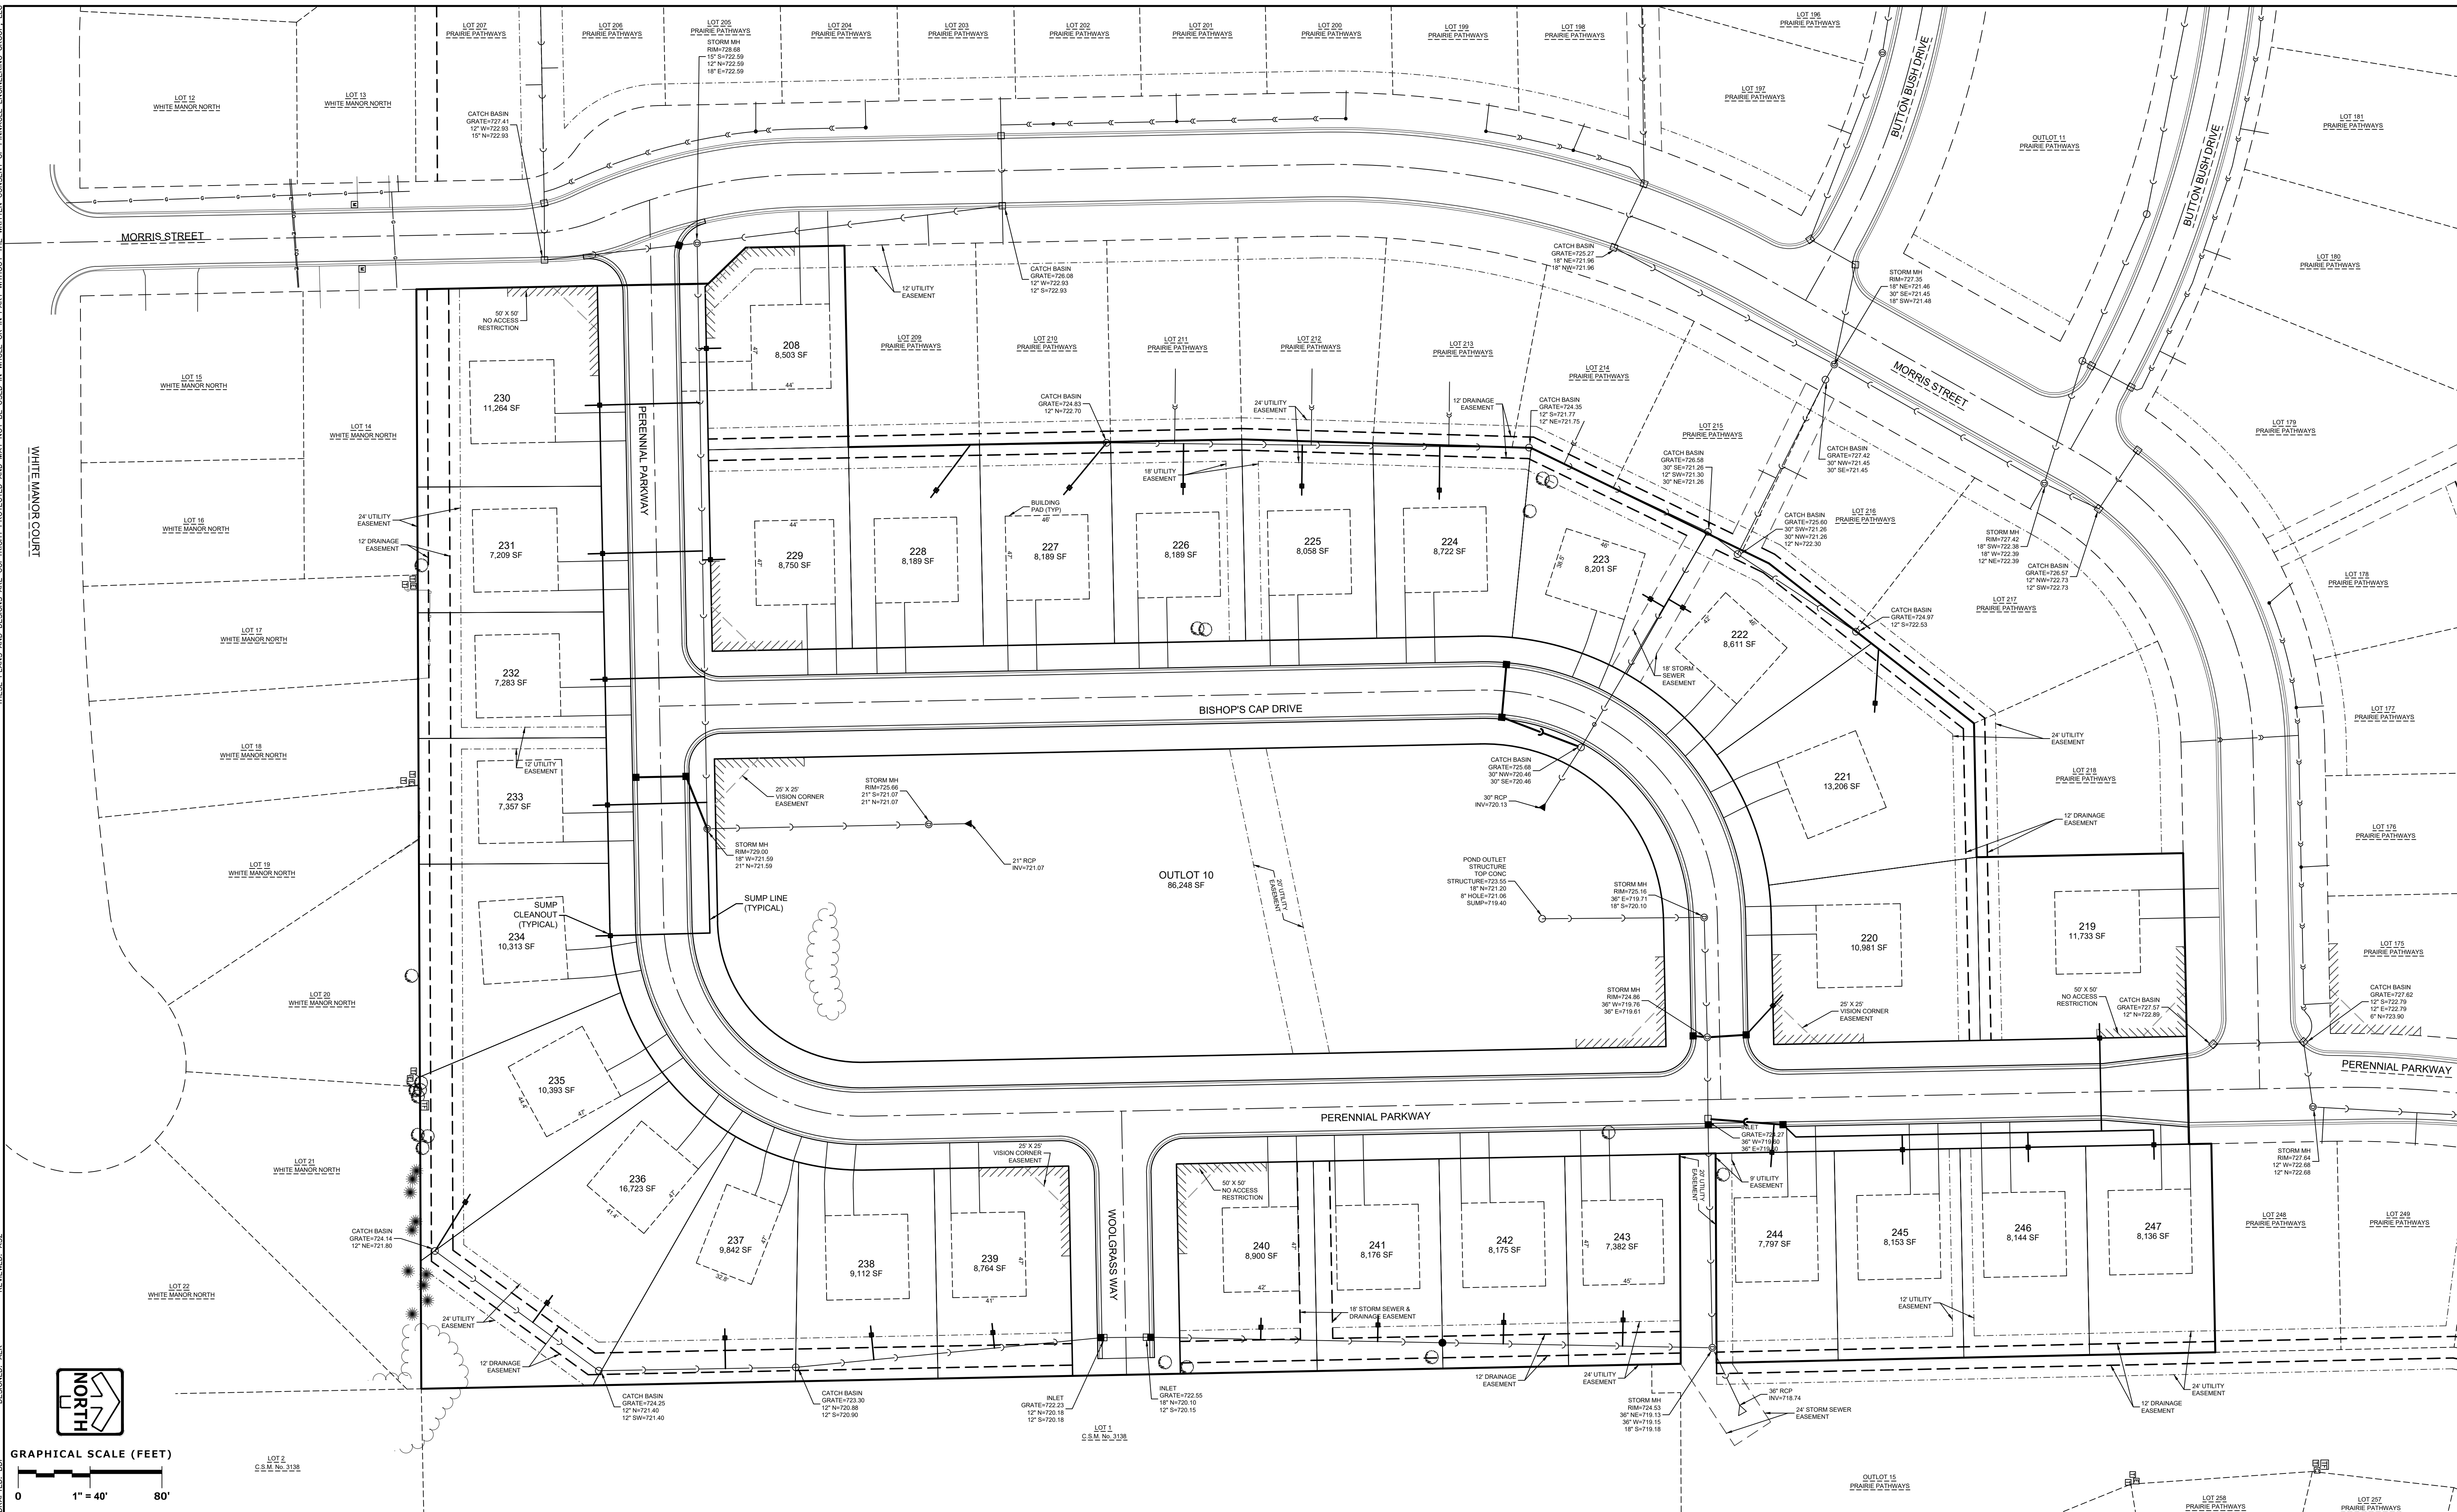 LOT 207
PRAIRIE PATHWAYS
LOT 206
PRAIRIE PATHWAYS
LOT 205
PRAIRIE PATHWAYS
STORM MH
RIM=728.68
15" S=722.59
12" N=722.59
18" E=722.59
LOT 204
PRAIRIE PATHWAYS
LOT 203
PRAIRIE PATHWAYS
LOT 202
PRAIRIE PATHWAYS
LOT 201
PRAIRIE PATHWAYS
LOT 200
PRAIRIE PATHWAYS
LOT 199
PRAIRIE PATHWAYS
LOT 198
PRAIRIE PATHWAYS
LOT 196
PRAIRIE PATHWAYS
LOT 197
PRAIRIE PATHWAYS
BUTTON BUSH DRIVE
OUTLOT 11
PRAIRIE PATHWAYS
BUTTON BUSH DRIVE
LOT 181
PRAIRIE PATHWAYS
LOT 180
PRAIRIE PATHWAYS
LOT 179
PRAIRIE PATHWAYS
LOT 178
PRAIRIE PATHWAYS
LOT 177
PRAIRIE PATHWAYS
LOT 176
PRAIRIE PATHWAYS
LOT 175
PRAIRIE PATHWAYS
LOT 12
WHITE MANOR NORTH
LOT 13
WHITE MANOR NORTH
CATCH BASIN
GRATE=727.41
12" W=722.93
15" N=722.93
MORRIS STREET
LOT 15
WHITE MANOR NORTH
LOT 14
WHITE MANOR NORTH
WHITE MANOR COURT
LOT 16
WHITE MANOR NORTH
LOT 17
WHITE MANOR NORTH
LOT 18
WHITE MANOR NORTH
LOT 19
WHITE MANOR NORTH
LOT 20
WHITE MANOR NORTH
LOT 21
WHITE MANOR NORTH
LOT 22
WHITE MANOR NORTH
24' UTILITY
EASEMENT
12' DRAINAGE
EASEMENT
50' X 50'
NO ACCESS
RESTRICTION
230
11,264 SF
231
7,209 SF
232
7,283 SF
12' UTILITY
EASEMENT
233
7,357 SF
SUMP
CLEANOUT
(TYPICAL)
234
10,313 SF
235
10,393 SF
44.4'
47'
236
16,723 SF
41.4'
47'
237
9,842 SF
32.8'
47'
238
9,112 SF
239
8,764 SF
47'
41'
PERENNIAL PARKWAY
208
8,503 SF
47'
44'
12' UTILITY
EASEMENT
CATCH BASIN
GRATE=726.08
12" W=722.93
12" S=722.93
LOT 209
PRAIRIE PATHWAYS
LOT 210
PRAIRIE PATHWAYS
LOT 211
PRAIRIE PATHWAYS
LOT 212
PRAIRIE PATHWAYS
LOT 213
PRAIRIE PATHWAYS
LOT 214
PRAIRIE PATHWAYS
LOT 215
PRAIRIE PATHWAYS
LOT 216
PRAIRIE PATHWAYS
LOT 217
PRAIRIE PATHWAYS
LOT 218
PRAIRIE PATHWAYS
CATCH BASIN
GRATE=725.27
18" NE=721.96
18" NW=721.96
STORM MH
RIM=727.35
18" NE=721.46
30" SE=721.45
18" SW=721.48
MORRIS STREET
CATCH BASIN
GRATE=727.42
30" NW=721.45
30" SE=721.45
CATCH BASIN
GRATE=724.83
12" N=722.70
24' UTILITY
EASEMENT
12' DRAINAGE
EASEMENT
CATCH BASIN
GRATE=724.35
12" S=721.77
12" NE=721.75
CATCH BASIN
GRATE=726.58
30" SE=721.26
12" SW=721.30
30" NE=721.26
CATCH BASIN
GRATE=725.60
30" SW=721.26
30" NW=721.26
12" N=722.30
STORM MH
RIM=727.42
18" SW=722.38
18" W=722.39
12" NE=722.39
CATCH BASIN
GRATE=726.57
12" NW=722.73
12" SW=722.73
CATCH BASIN
GRATE=724.97
12" S=722.53
18' UTILITY
EASEMENT
BUILDING
PAD (TYP)
44'
47'
229
8,750 SF
228
8,189 SF
46'
47'
227
8,189 SF
226
8,189 SF
225
8,058 SF
224
8,722 SF
46'
38.5'
223
8,201 SF
42'
46'
222
8,611 SF
18' STORM
SEWER
EASEMENT
221
13,206 SF
24' UTILITY
EASEMENT
12' DRAINAGE
EASEMENT
220
10,981 SF
219
11,733 SF
BISHOP'S CAP DRIVE
25' X 25'
VISION CORNER
EASEMENT
STORM MH
RIM=725.66
21" S=721.07
21" N=721.07
STORM MH
RIM=729.00
18" W=721.59
21" N=721.59
21" RCP
INV=721.07
SUMP LINE
(TYPICAL)
OUTLOT 10
86,248 SF
20' UTILITY
EASEMENT
CATCH BASIN
GRATE=725.68
30" NW=720.46
30" SE=720.46
30" RCP
INV=720.13
POND OUTLET
STRUCTURE
TOP CONC
STRUCTURE=723.55
18" N=721.20
8" HOLE=721.06
SUMP=719.40
STORM MH
RIM=725.16
36" E=719.71
18" S=720.10
STORM MH
RIM=724.86
36" W=719.76
36" E=719.61
25' X 25'
VISION CORNER
EASEMENT
50' X 50'
NO ACCESS
RESTRICTION
CATCH BASIN
GRATE=727.57
12" N=722.89
CATCH BASIN
GRATE=727.62
12" S=722.79
12" E=722.79
6" N=723.90
PERENNIAL PARKWAY
PERENNIAL PARKWAY
INLET
GRATE=724.27
STORM MH
RIM=727.64
12" W=722.68
12" N=722.68
25' X 25'
VISION CORNER
EASEMENT
WOOLGRASS WAY
50' X 50'
NO ACCESS
RESTRICTION
240
8,900 SF
47'
42'
241
8,176 SF
242
8,175 SF
243
7,382 SF
47'
45'
20' UTILITY
EASEMENT
9' UTILITY
EASEMENT
244
7,797 SF
245
8,153 SF
246
8,144 SF
247
8,136 SF
LOT 248
PRAIRIE PATHWAYS
LOT 249
PRAIRIE PATHWAYS
12' UTILITY
EASEMENT
18' STORM SEWER &
DRAINAGE EASEMENT
CATCH BASIN
GRATE=724.14
12" NE=721.80
24' UTILITY
EASEMENT
12' DRAINAGE
EASEMENT
CATCH BASIN
GRATE=724.25
12" N=721.40
12" SW=721.40
CATCH BASIN
GRATE=723.30
12" N=720.88
12" S=720.90
INLET
GRATE=722.23
12" N=720.18
12" S=720.18
INLET
GRATE=722.55
18" N=720.10
12" S=720.15
LOT 1
C.S.M. No. 3138
12' DRAINAGE
EASEMENT
24' UTILITY
EASEMENT
STORM MH
RIM=724.53
36" NE=719.13
36" W=719.15
18" S=719.18
36" RCP
INV=718.74
24' STORM SEWER
EASEMENT
12' DRAINAGE
EASEMENT
24' UTILITY
EASEMENT
OUTLOT 15
PRAIRIE PATHWAYS
LOT 258
PRAIRIE PATHWAYS
LOT 257
PRAIRIE PATHWAYS
NORTH
GRAPHICAL SCALE (FEET)
0 1" = 40' 80'
LOT 2
C.S.M. No. 3138